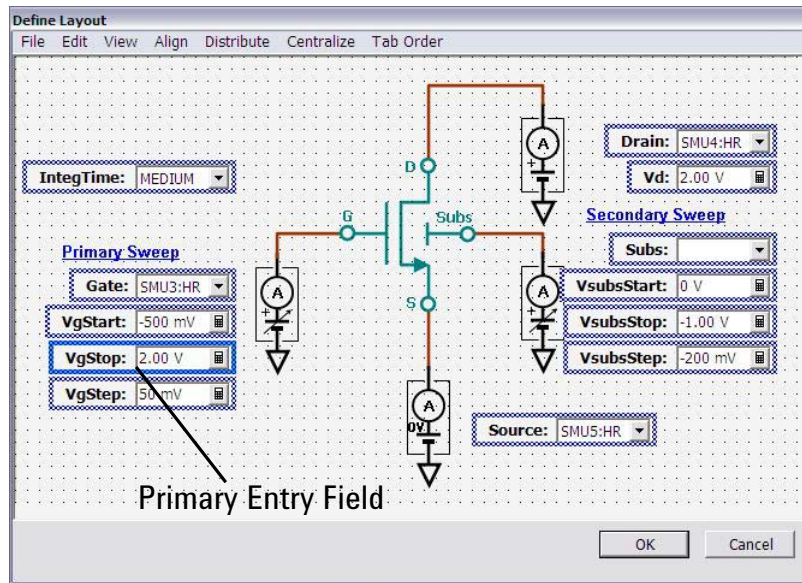 Define Layout
File Edit View Align Distribute Centralize Tab Order
A
Drain: SMU4:HR
D
+
IntegTime: MEDIUM
Vd: 2.00 V
G
Subs
Secondary Sweep
Primary Sweep
Subs:
Gate: SMU3:HR
A
A
VsubsStart: 0 V
S
+
+
VgStart: -500 mV
VsubsStop: -1.00 V
VgStop: 2.00 V
VsubsStep: -200 mV
VgStep: 50 mV
A
0V
Source: SMU5:HR
Primary Entry Field
OK Cancel